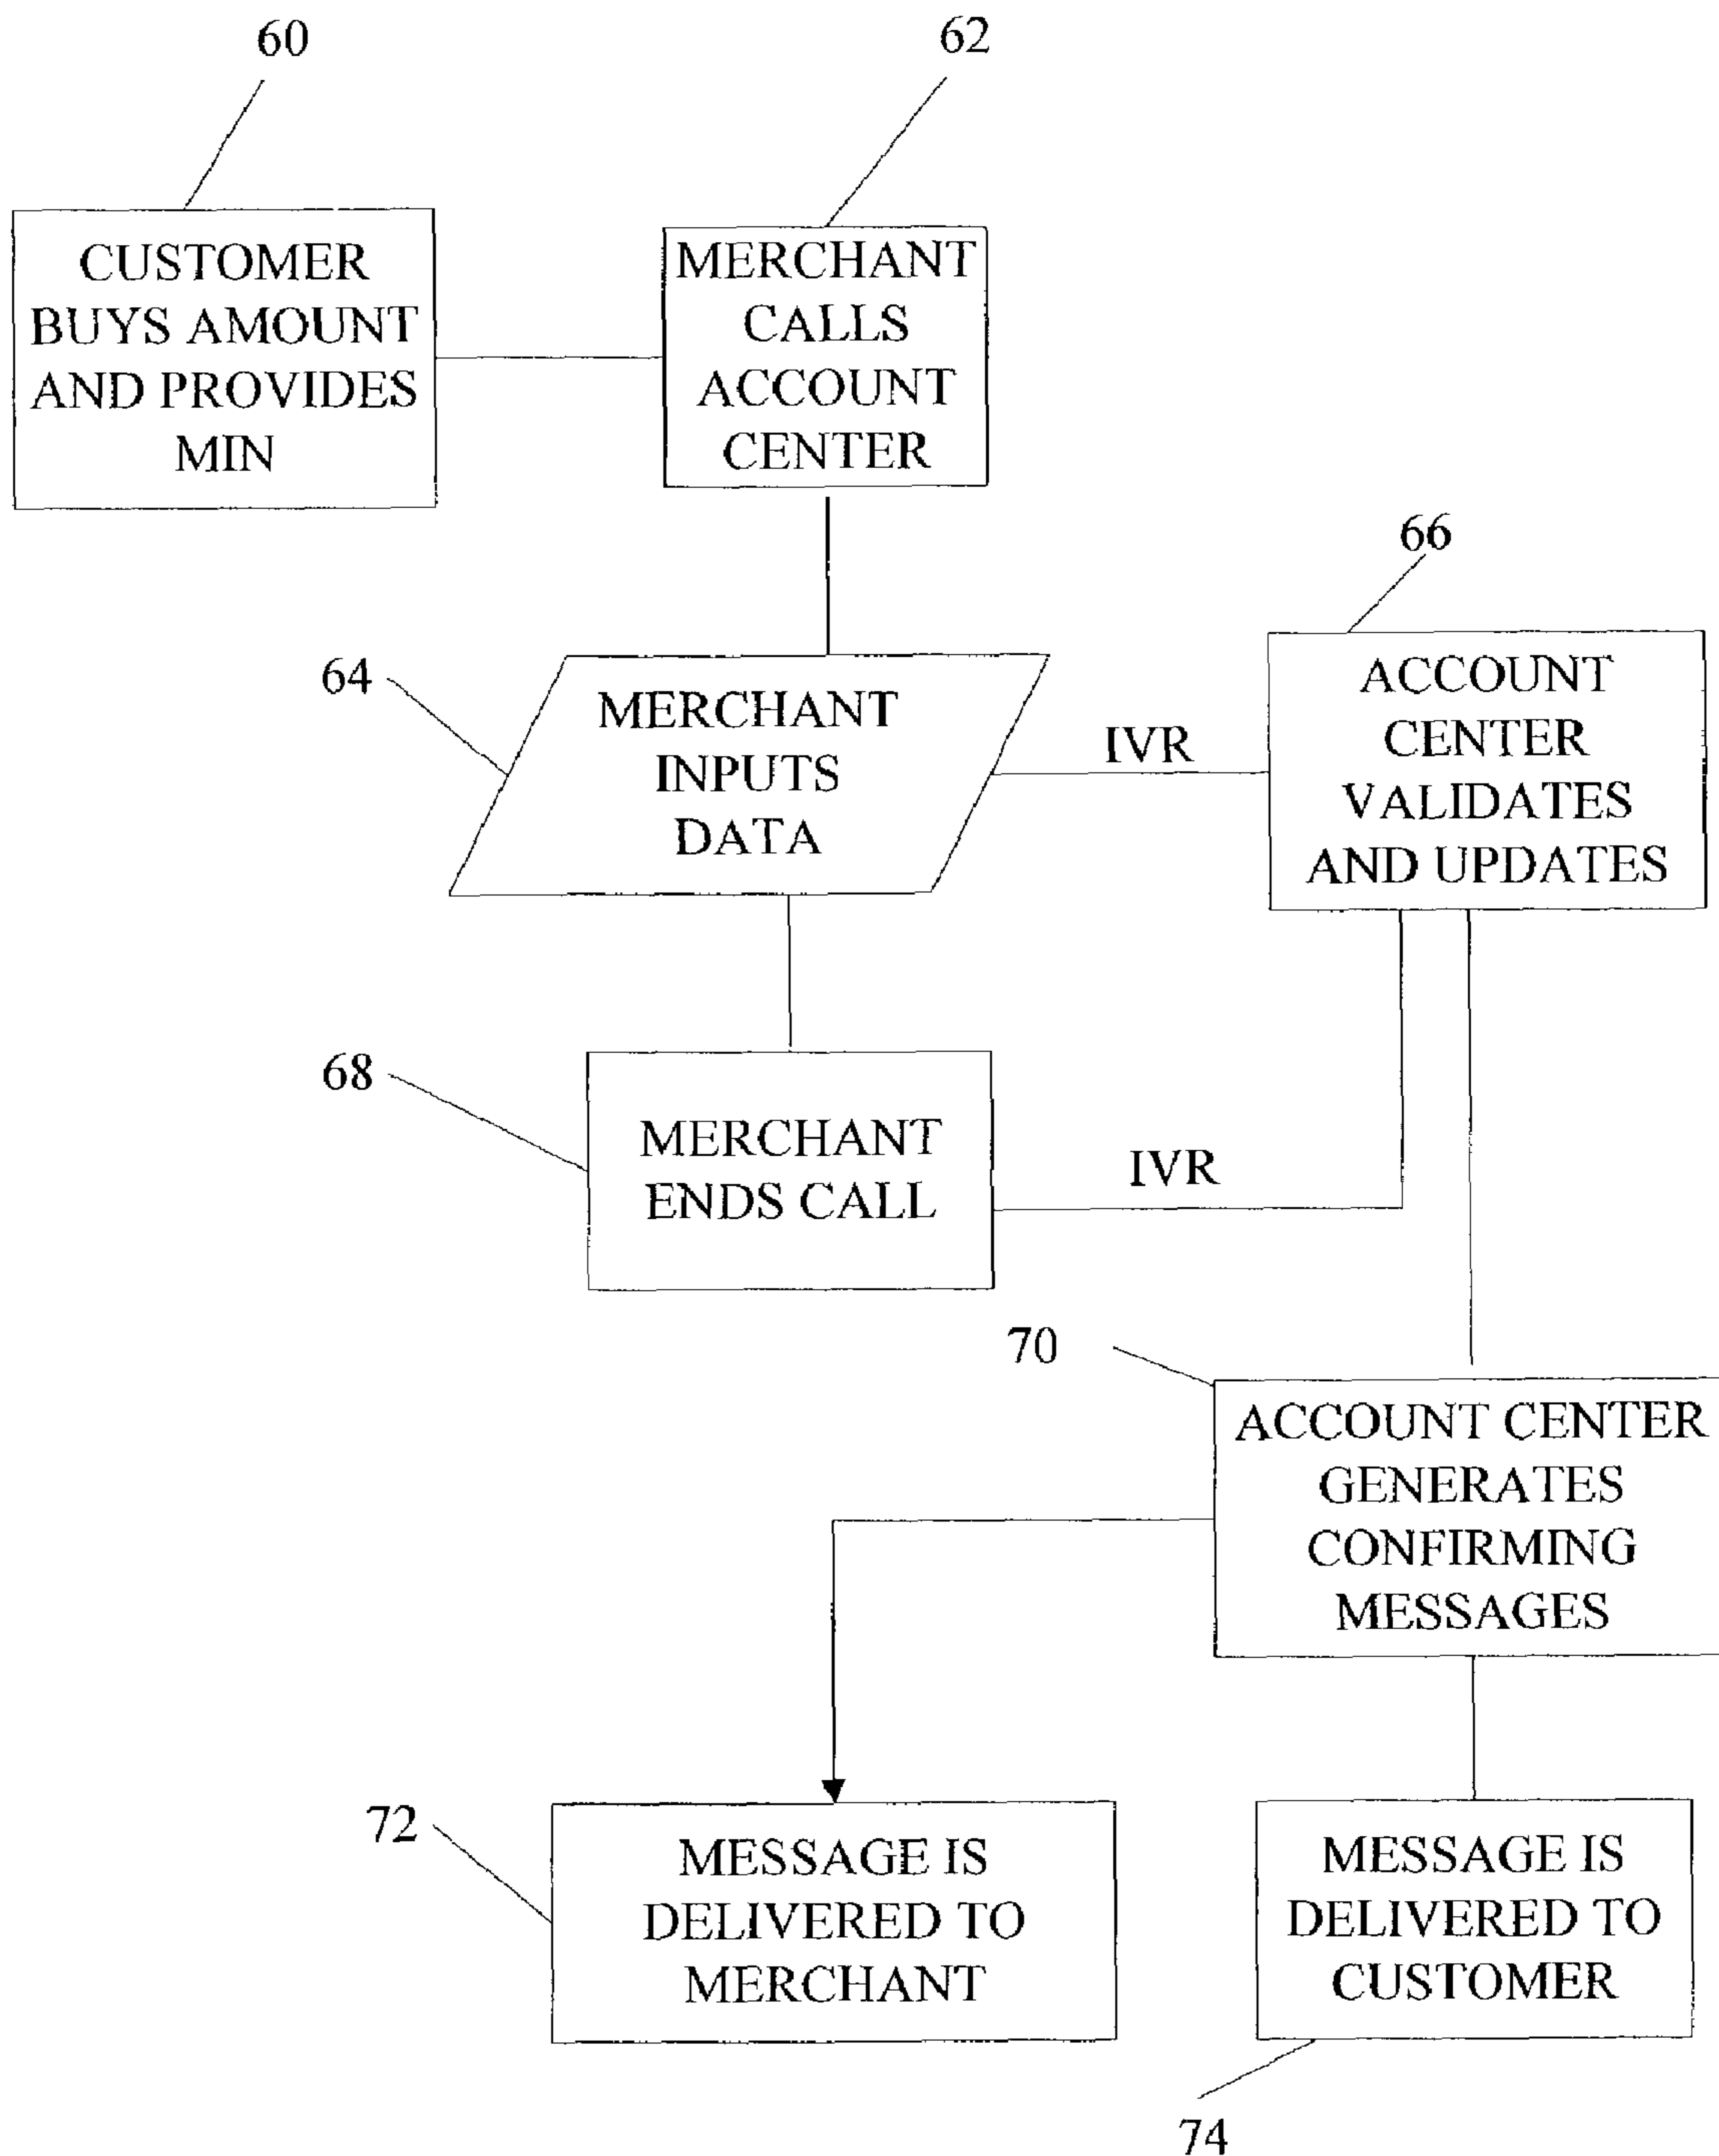 60
62
CUSTOMER
BUYS AMOUNT
AND PROVIDES
MIN
MERCHANT
CALLS
ACCOUNT
CENTER
66
64
MERCHANT
INPUTS
DATA
IVR
ACCOUNT
CENTER
VALIDATES
AND UPDATES
68
MERCHANT
ENDS CALL
IVR
70
ACCOUNT CENTER
GENERATES
CONFIRMING
MESSAGES
72
MESSAGE IS
DELIVERED TO
MERCHANT
MESSAGE IS
DELIVERED TO
CUSTOMER
74